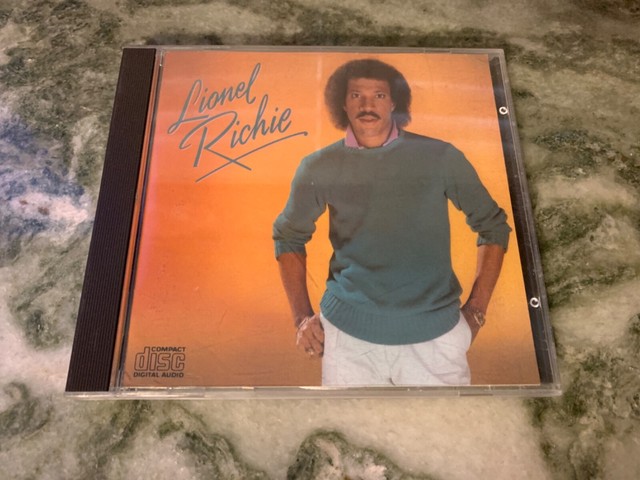 Lionel
Richie
COMPACT
disc
DIGITAL AUDIO